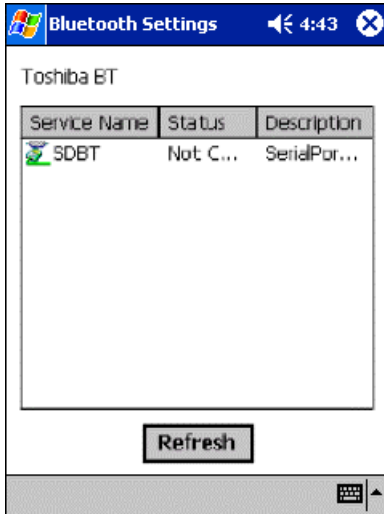 Bluetooth Settings 4:43
Toshiba BT
Service Name Status Description
SDBT Not C... SerialPor...
Refresh